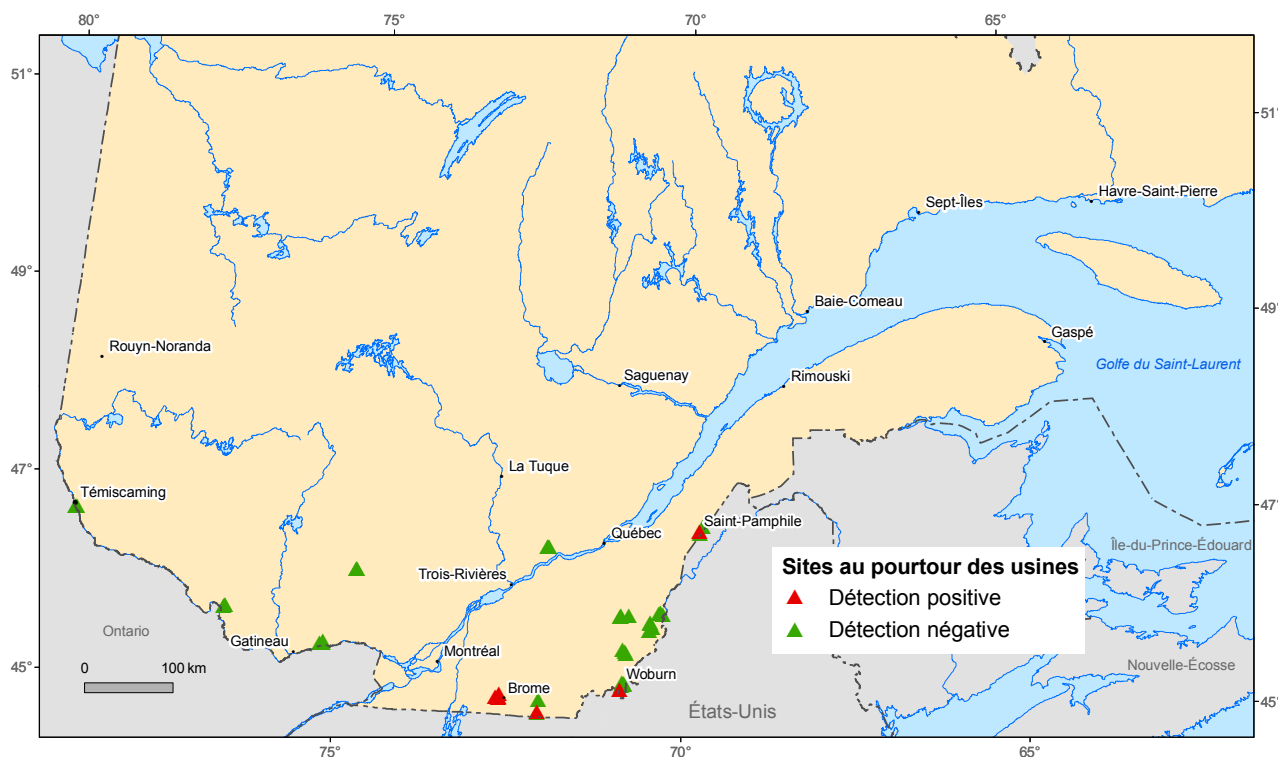 80°
75°
70°
65°
51°
51°
Havre-Saint-Pierre
Sept-Îles
49°
49°
Baie-Comeau
Rouyn-Noranda
Gaspé
Golfe du Saint-Laurent
Saguenay
Rimouski
47°
La Tuque
Témiscaming
47°
Saint-Pamphile
Québec
Île-du-Prince-Édouard
Trois-Rivières
Sites au pourtour des usines
Détection positive
Détection négative
Ontario
Gatineau
Montréal
45°
0
100 km
Woburn
Nouvelle-Écosse
Brome
États-Unis
45°
75°
70°
65°